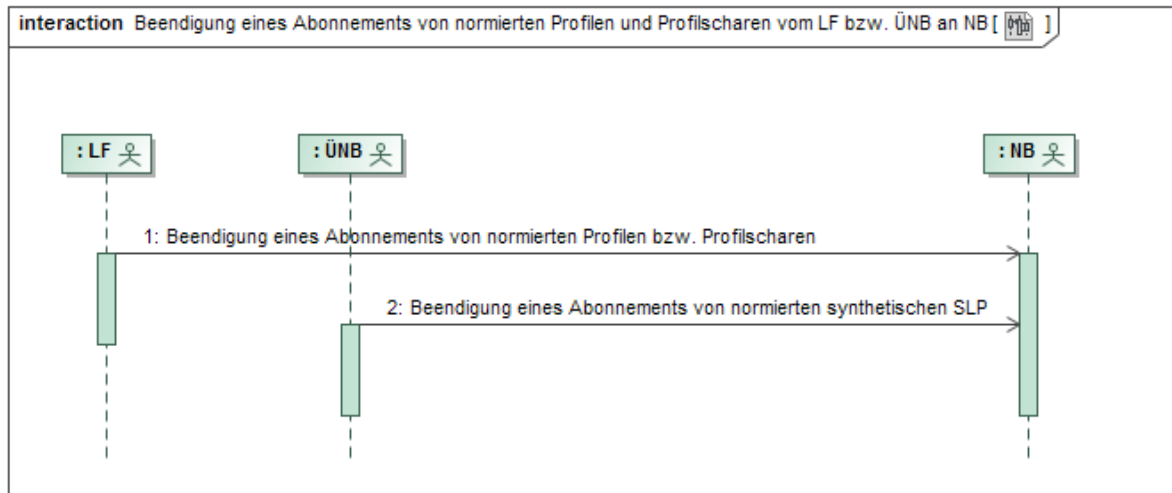 interaction Beendigung eines Abonnements von normierten Profilen und Profilscharen vom LF bzw. ÜNB an NB [ ]
: LF
: ÜNB
: NB
1: Beendigung eines Abonnements von normierten Profilen bzw. Profilscharen
2: Beendigung eines Abonnements von normierten synthetischen SLP